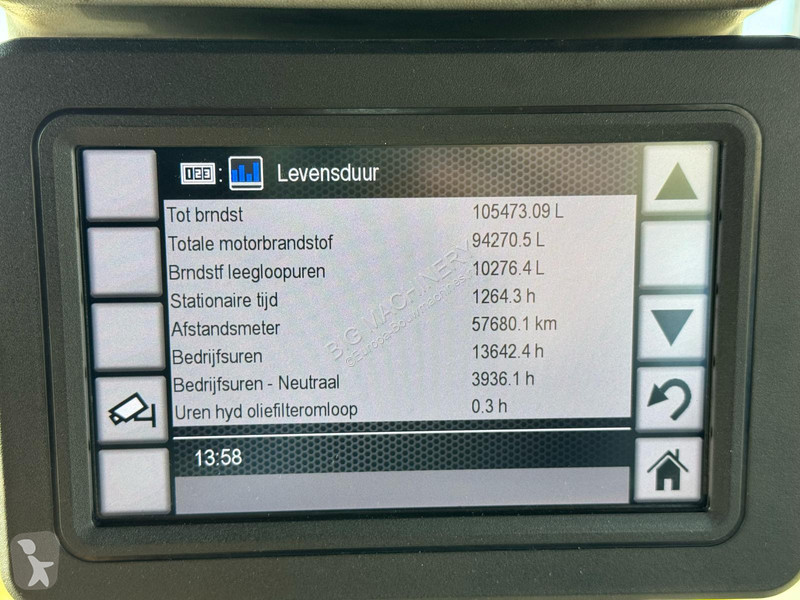 123 : Levensduur
Tot brndst 105473.09 L
Totale motorbrandstof 94270.5 L
Brndstf leegloopuren 10276.4 L
Stationaire tijd 1264.3 h
Afstandsmeter 57680.1 km
Bedrijfsuren 13642.4 h
Bedrijfsuren - Neutraal 3936.1 h
Uren hyd oliefilteromloop 0.3 h
13:58
BIG MACHINERY